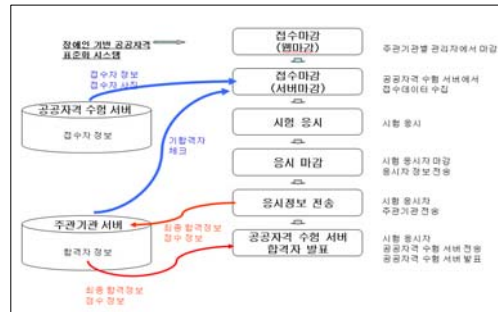 장애인 기반 공공자격
표준화 시스템
접수마감
(웹마감)
주관기관별 관리자에서 마감
접수자 정보
접수자 사진
접수마감
(서버마감)
공공자격 수험 서버에서
접수데이터 수집
공공자격 수험 서버
접수자 정보
시험 응시
시험 응시
기합격자
체크
응시 마감
시험 응시자 마감
응시자 정보 전송
응시정보 전송
시험 응시자
주관기관 전송
주관기관 서버
최종 합격정보
점수 정보
합격자 정보
공공자격 수험 서버
합격자 발표
시험 응시자
공공자격 수험 서버 전송
공공자격 수험 서버 발표
최종 합격정보
점수 정보